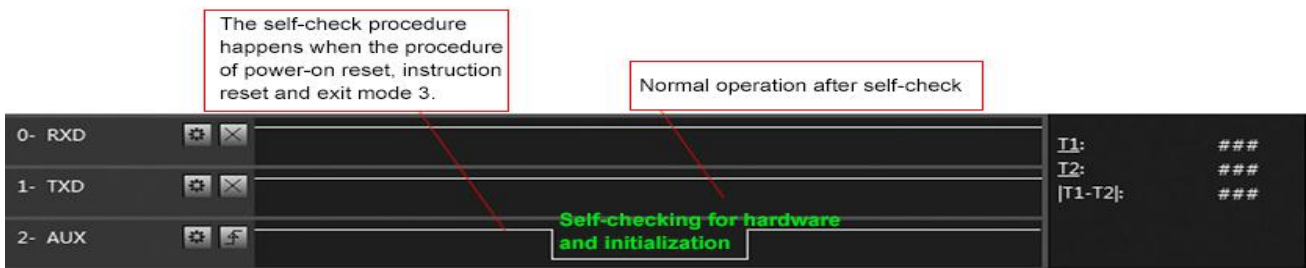 The self-check procedure
happens when the procedure
of power-on reset, instruction
reset and exit mode 3.
Normal operation after self-check
0- RXD
T1: ###
T2: ###
1- TXD
|T1-T2|: ###
Self-checking for hardware
and initialization
2- AUX